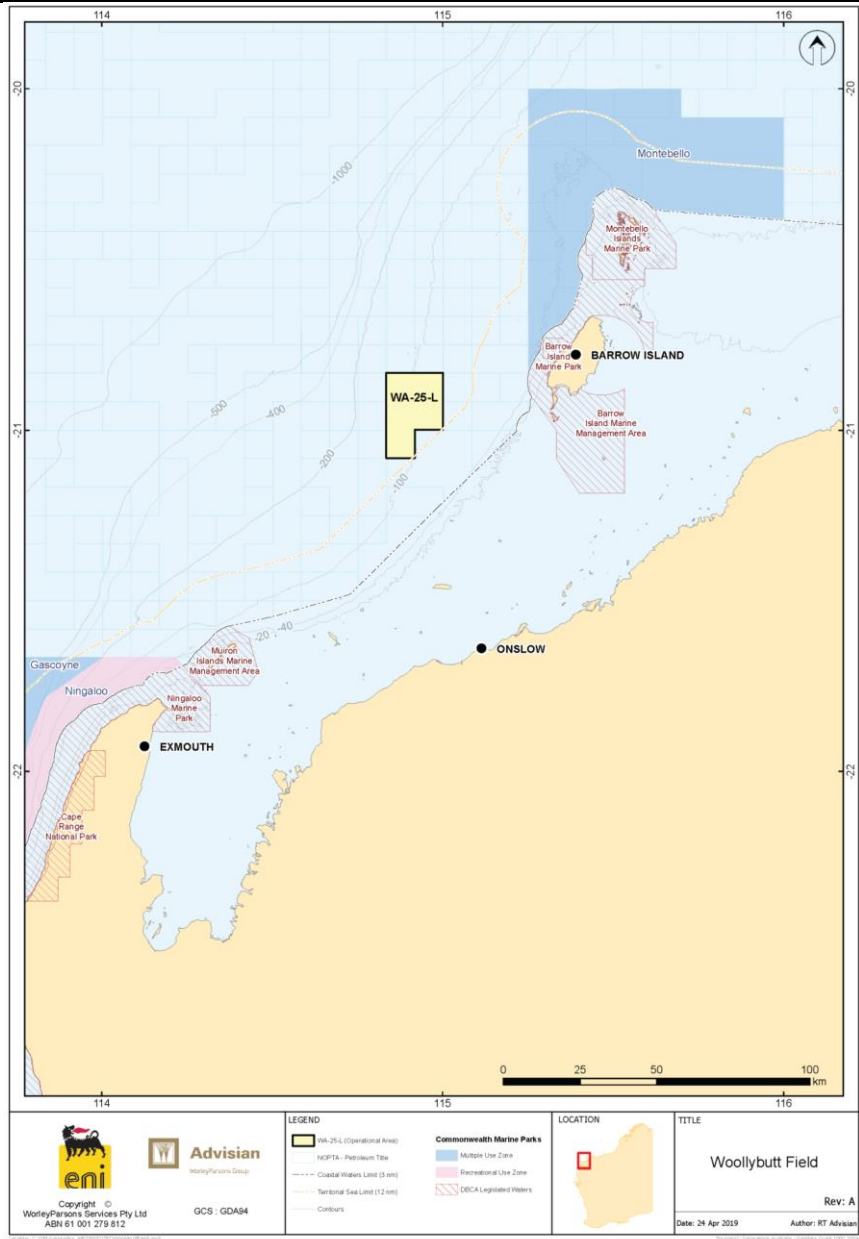 114
115
116
-20
-20
-1000
Montebello
Montebello
Islands
Marine Park
Barrow
Island
Marine Park
BARROW ISLAND
WA-25-L
-500
-400
Barrow
Island Marine
Management Area
-21
-21
-200
-100
-20
-40
Muiron
Islands Marine
Management Area
ONSLOW
Gascoyne
Ningaloo
Ningaloo
Marine
Park
EXMOUTH
-22
-22
Cape
Range
National Park
0
25
50
100
km
114
115
116
eni
Advisian
WorleyParsons Group
Copyright ©
WorleyParsons Services Pty Ltd
ABN 61 001 279 812
GCS : GDA94
LEGEND
WA-25-L (Operational Area)
NOPTA - Petroleum Title
Coastal Waters Limit (3 nm)
Territorial Sea Limit (12 nm)
Contours
Commonwealth Marine Parks
Multiple Use Zone
Recreational Use Zone
DBCA Legislated Waters
LOCATION
TITLE
Woollybutt Field
Rev: A
Date: 24 Apr 2019
Author: RT Advisian